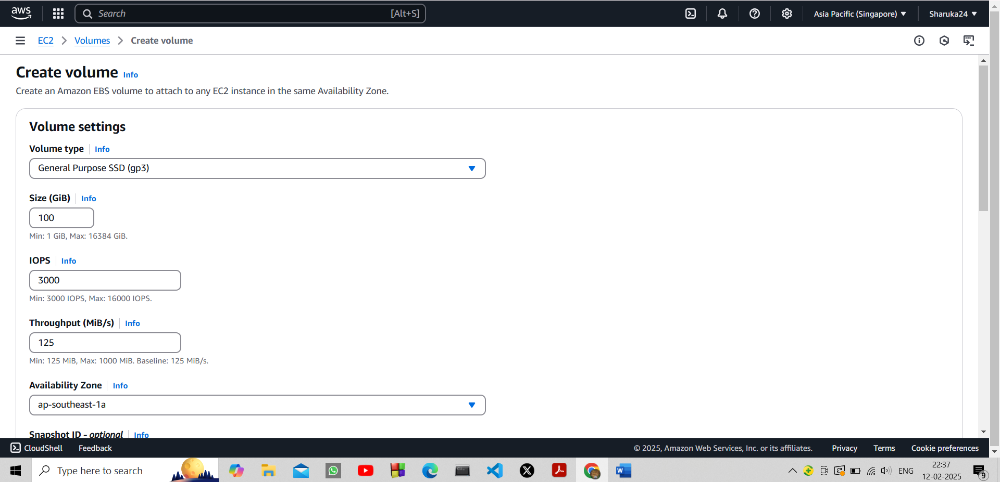 aws
Search [Alt+S]
Asia Pacific (Singapore)
Sharuka24
EC2 Volumes Create volume
Create volume Info
Create an Amazon EBS volume to attach to any EC2 instance in the same Availability Zone.
Volume settings
Volume type Info
General Purpose SSD (gp3)
Size (GiB) Info
100
Min: 1 GiB, Max: 16384 GiB.
IOPS Info
3000
Min: 3000 IOPS, Max: 16000 IOPS.
Throughput (MiB/s) Info
125
Min: 125 MiB, Max: 1000 MiB. Baseline: 125 MiB/s.
Availability Zone Info
ap-southeast-1a
Snapshot ID - optional Info
CloudShell Feedback © 2025, Amazon Web Services, Inc. or its affiliates. Privacy Terms Cookie preferences
Type here to search
ENG
22:37
12-02-2025
9